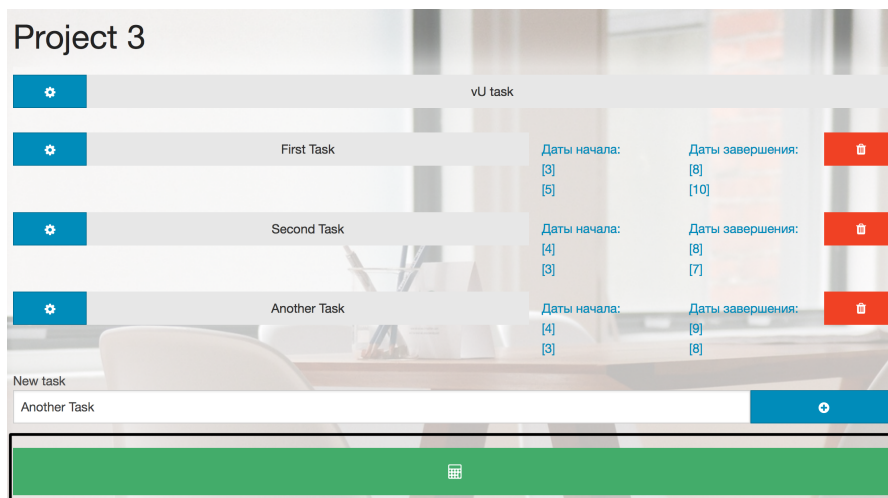 Project 3
vU task
First Task
Даты начала:
[3]
[5]
Даты завершения:
[8]
[10]
Second Task
Даты начала:
[4]
[3]
Даты завершения:
[8]
[7]
Another Task
Даты начала:
[4]
[3]
Даты завершения:
[9]
[8]
New task
Another Task